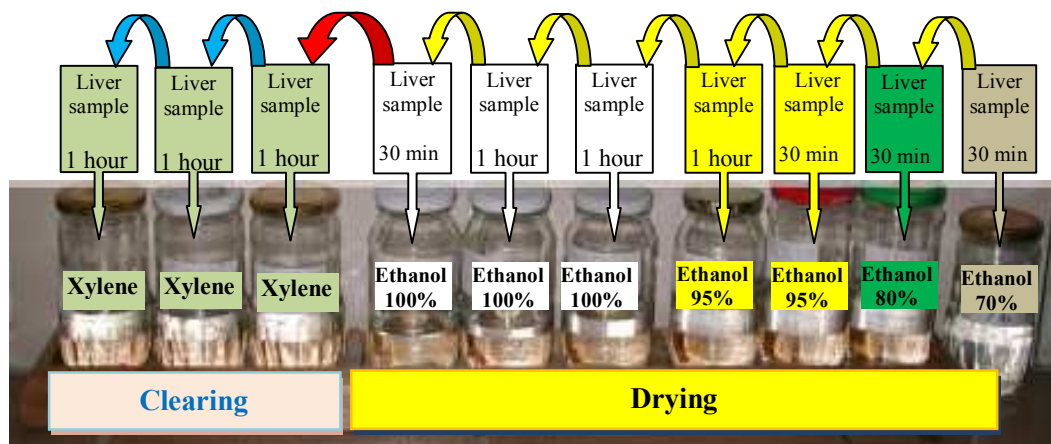 Liver
sample
1 hour
Liver
sample
1 hour
Liver
sample
1 hour
Liver
sample
30 min
Liver
sample
1 hour
Liver
sample
1 hour
Liver
sample
1 hour
Liver
sample
30 min
Liver
sample
30 min
Liver
sample
30 min
Xylene
Xylene
Xylene
Ethanol
100%
Ethanol
100%
Ethanol
100%
Ethanol
95%
Ethanol
95%
Ethanol
80%
Ethanol
70%
Clearing
Drying